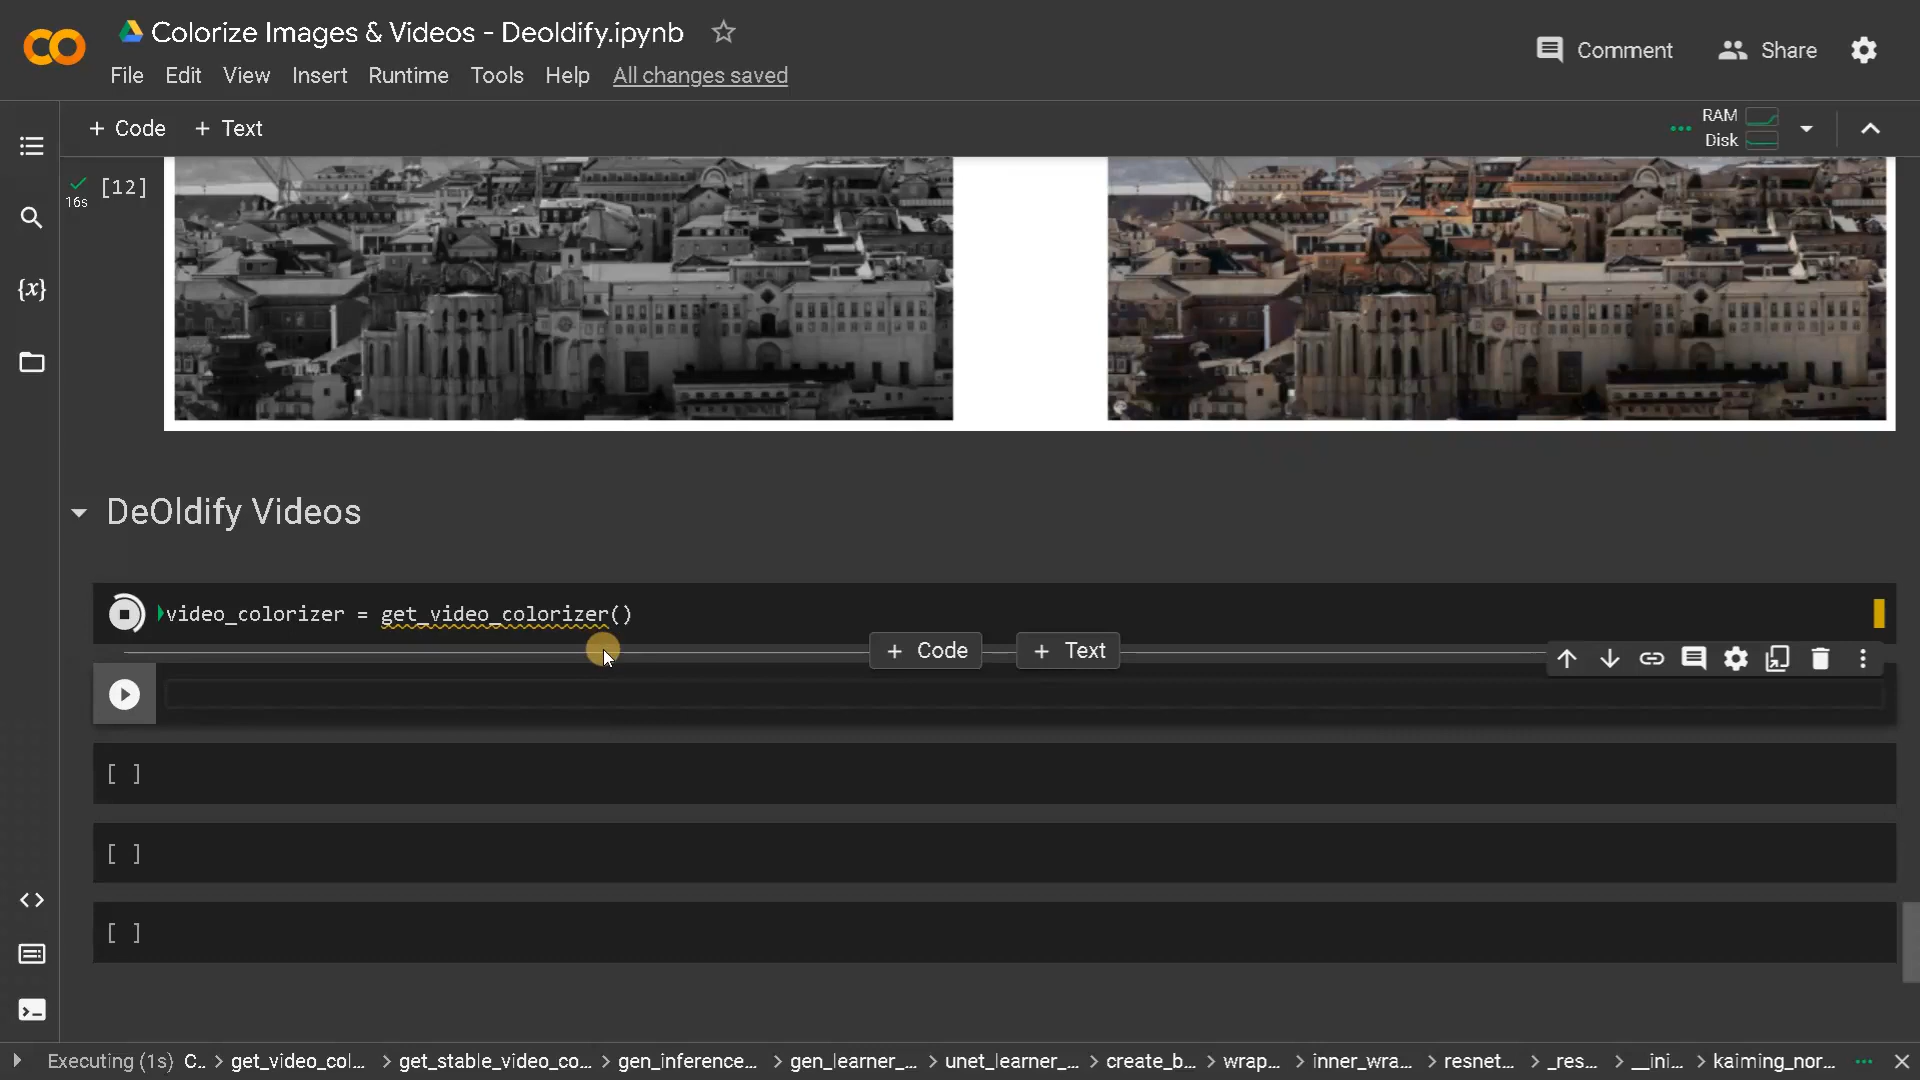 Colorize Images & Videos - Deoldify.ipynb
File Edit View Insert Runtime Tools Help All changes saved
Comment Share
+ Code + Text
RAM
Disk
[12]
16s
{x}
DeOldify Videos
video_colorizer = get_video_colorizer()
+ Code + Text
[ ]
[ ]
[ ]
Executing (1s) C.. > get_video_col... > get_stable_video_co... > gen_inference... > gen_learner_... > unet_learner_... > create_b... > wrap... > inner_wra... > resnet... > _res... > __ini... > kaiming_nor... ...